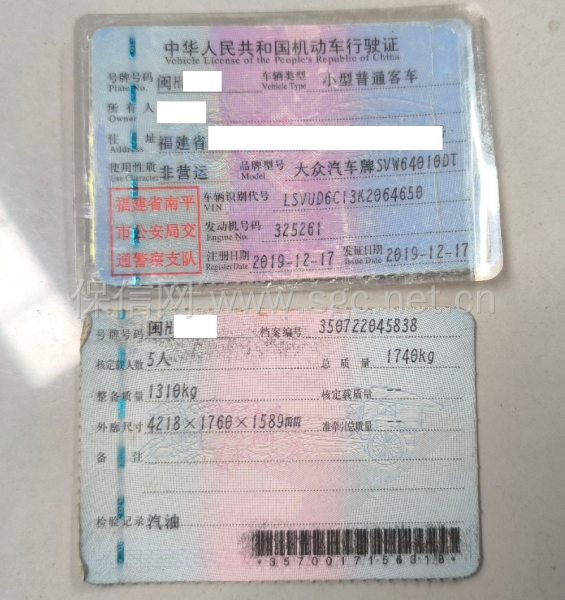 中华人民共和国机动车行驶证
Vehicle License of the People's Republic of China
号牌号码 闽H 车辆类型 小型普通客车
Plate No. Vehicle Type
所有人
Owner
住址 福建省
Address
使用性质 非营运 品牌型号 大众汽车牌SVW64010DT
Use Character Model
福建省南平
市公安局交
通警察支队
车辆识别代号 LSVUD6C13K2064650
VIN
发动机号码 325261
Engine No.
注册日期 2019-12-17 发证日期 2019-12-17
Register Date Issue Date
保信网 www.sgc.net.cn
号牌号码 闽H 档案编号 350722045838
核定载人数 5人 总质量 1740kg
整备质量 1310kg 核定载质量 --
外廓尺寸 4218×1760×1589mm 准牵引总质量 --
备注
检验记录 汽油
*3570017156318*